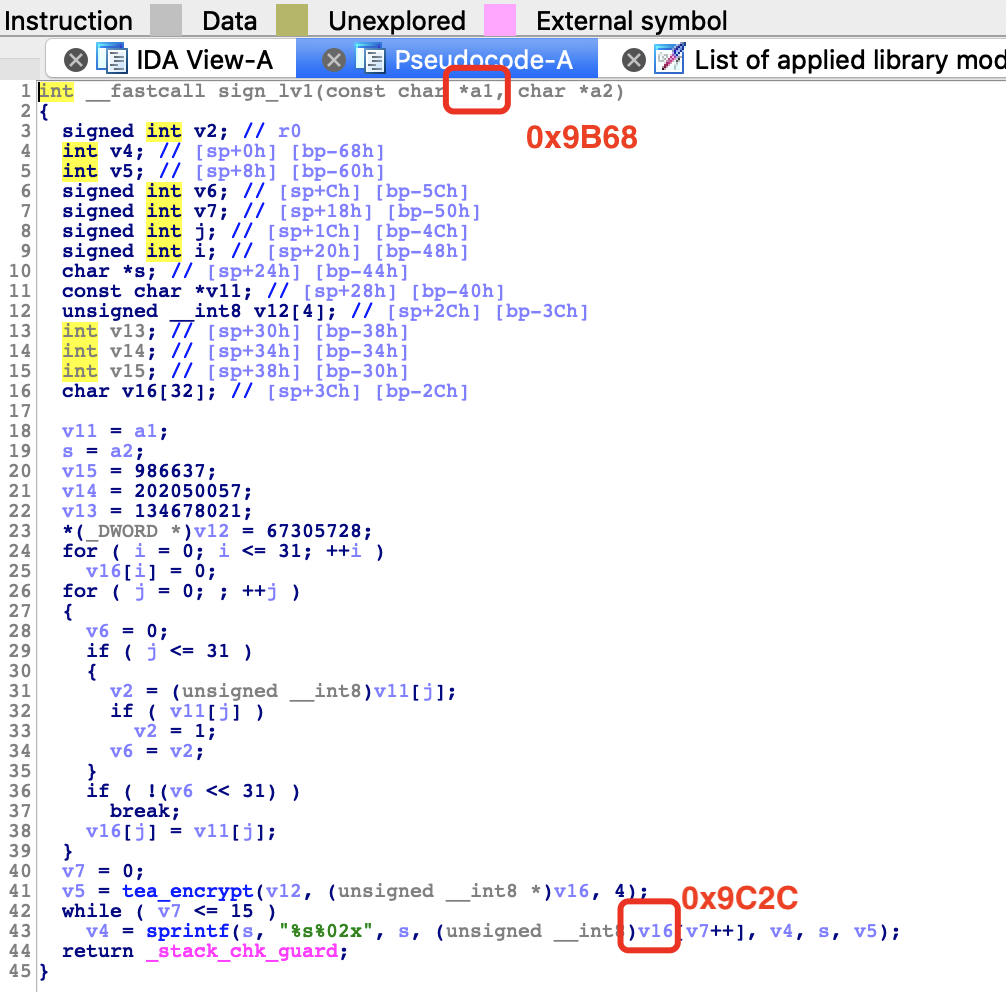 Instruction Data Unexplored External symbol
IDA View-A Pseudocode-A List of applied library mod
1 int __fastcall sign_lv1(const char *a1, char *a2)
2 {
0x9B68
3 signed int v2; // r0
4 int v4; // [sp+0h] [bp-68h]
5 int v5; // [sp+8h] [bp-60h]
6 signed int v6; // [sp+Ch] [bp-5Ch]
7 signed int v7; // [sp+18h] [bp-50h]
8 signed int j; // [sp+1Ch] [bp-4Ch]
9 signed int i; // [sp+20h] [bp-48h]
10 char *s; // [sp+24h] [bp-44h]
11 const char *v11; // [sp+28h] [bp-40h]
12 unsigned __int8 v12[4]; // [sp+2Ch] [bp-3Ch]
13 int v13; // [sp+30h] [bp-38h]
14 int v14; // [sp+34h] [bp-34h]
15 int v15; // [sp+38h] [bp-30h]
16 char v16[32]; // [sp+3Ch] [bp-2Ch]
17
18 v11 = a1;
19 s = a2;
20 v15 = 986637;
21 v14 = 202050057;
22 v13 = 134678021;
23 *(_DWORD *)v12 = 67305728;
24 for ( i = 0; i <= 31; ++i )
25 v16[i] = 0;
26 for ( j = 0; ; ++j )
27 {
28 v6 = 0;
29 if ( j <= 31 )
30 {
31 v2 = (unsigned __int8)v11[j];
32 if ( v11[j] )
33 v2 = 1;
34 v6 = v2;
35 }
36 if ( !(v6 << 31) )
37 break;
38 v16[j] = v11[j];
39 }
40 v7 = 0;
41 v5 = tea_encrypt(v12, (unsigned __int8 *)v16, 4);
0x9C2C
42 while ( v7 <= 15 )
43 v4 = sprintf(s, "%s%02x", s, (unsigned __int8)v16[v7++], v4, s, v5);
44 return _stack_chk_guard;
45 }